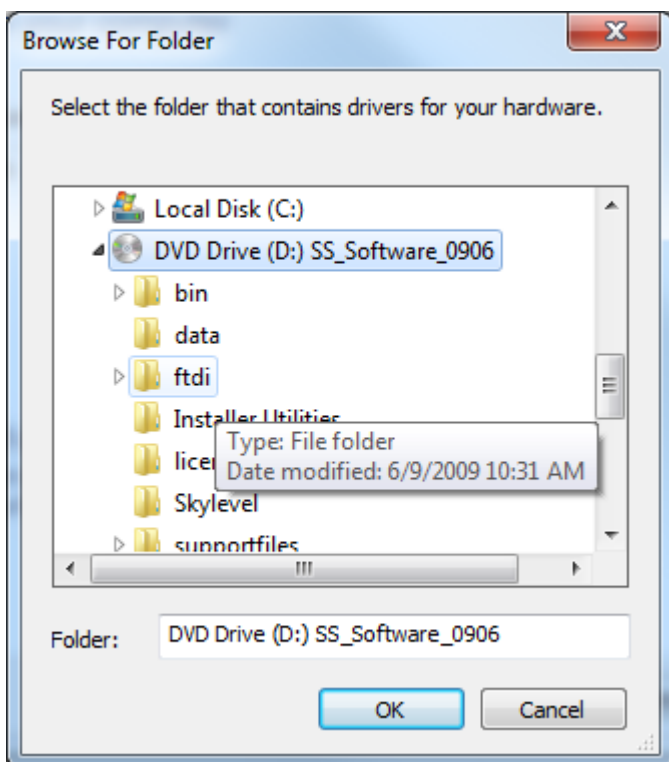 Browse For Folder
Select the folder that contains drivers for your hardware.
Local Disk (C:)
DVD Drive (D:) SS_Software_0906
bin
data
ftdi
Installer Utilities
Type: File folder
Date modified: 6/9/2009 10:31 AM
Skylevel
supportfiles
Folder: DVD Drive (D:) SS_Software_0906
OK Cancel